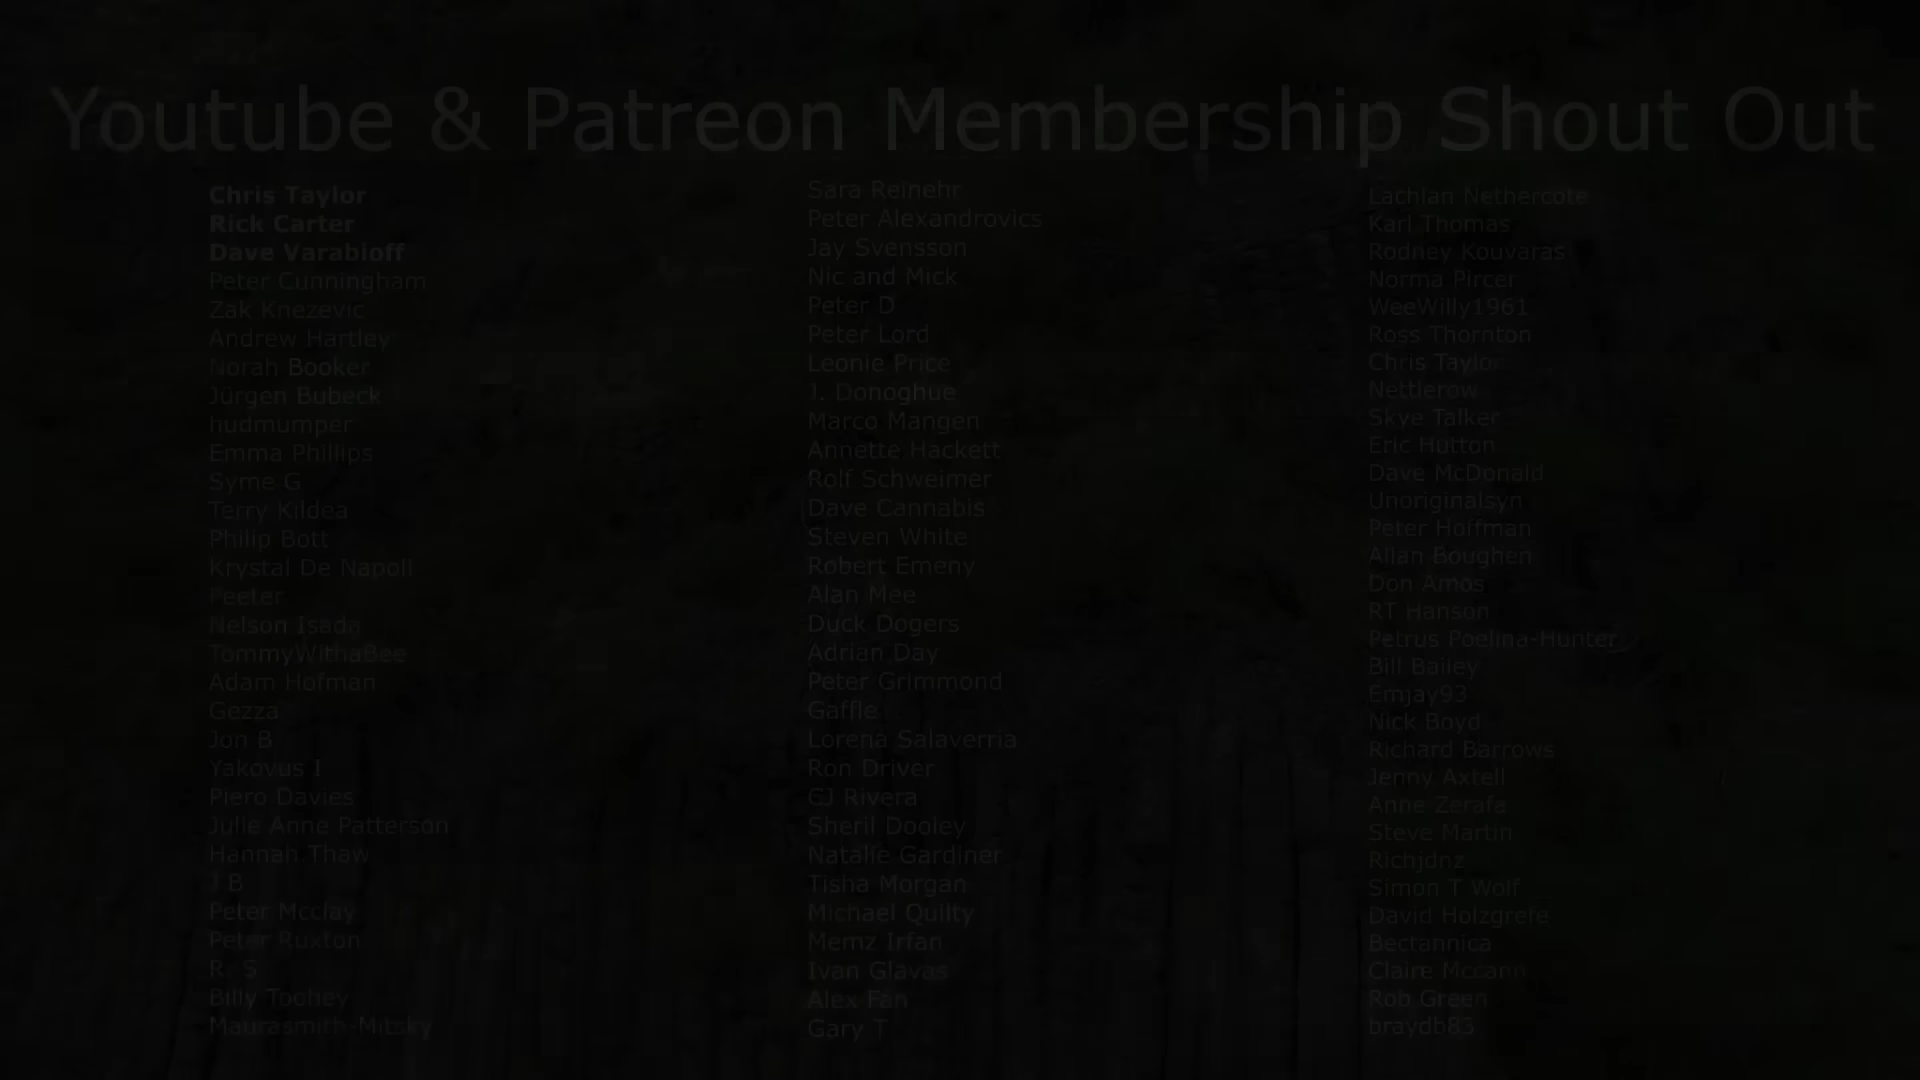 Youtube & Patreon Membership Shout Out
Chris Taylor
Rick Carter
Dave Varabioff
Peter Cunningham
Zak Knezevic
Andrew Hartley
Norah Booker
Jürgen Bubeck
hudmumper
Emma Phillips
Syme G
Terry Kildea
Philip Bott
Krystal De Napoli
Peeter
Nelson Isada
TommyWithaBee
Adam Hofman
Gezza
Jon B
Yakovus I
Piero Davies
Julie Anne Patterson
Hannah Thaw
J B
Peter Mcclay
Peter Ruxton
R. S
Billy Toohey
Maurasmith-Mitsky
Sara Reinehr
Peter Alexandrovics
Jay Svensson
Nic and Mick
Peter D
Peter Lord
Leonie Price
J. Donoghue
Marco Mangen
Annette Hackett
Rolf Schweimer
Dave Cannabis
Steven White
Robert Emeny
Alan Mee
Duck Dogers
Adrian Day
Peter Grimmond
Gaffle
Lorena Salaverria
Ron Driver
CJ Rivera
Sheril Dooley
Natalie Gardiner
Tisha Morgan
Michael Quilty
Memz Irfan
Ivan Glavas
Alex Fan
Gary T
Lachlan Nethercote
Karl Thomas
Rodney Kouvaras
Norma Pircer
WeeWilly1961
Ross Thornton
Chris Taylor
Nettlerow
Skye Talker
Eric Hutton
Dave McDonald
Unoriginalsyn
Peter Hoffman
Allan Boughen
Don Amos
RT Hanson
Petrus Poelina-Hunter
Bill Bailey
Emjay93
Nick Boyd
Richard Barrows
Jenny Axtell
Anne Zerafa
Steve Martin
Richjdnz
Simon T Wolf
David Holzgrefe
Bectannica
Claire Mccann
Rob Green
braydb83